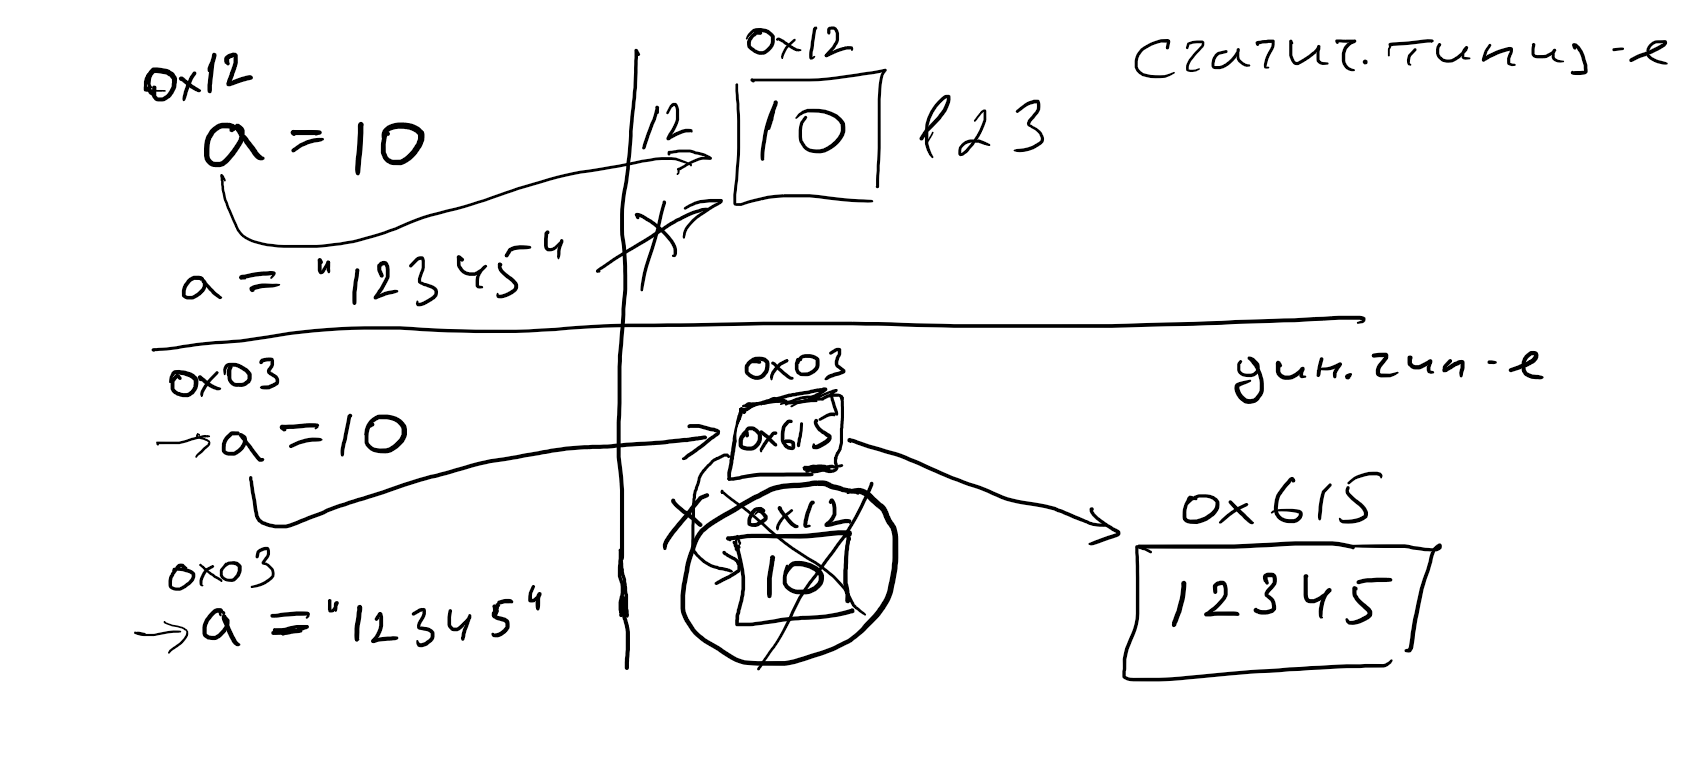 0x12
a = 10
12
a = "12345"
0x12
10
123
статич. типиз-е
0x03
a = 10
0x03
a = "12345"
0x03
0x615
0x12
10
дин. тип-е
0x615
12345